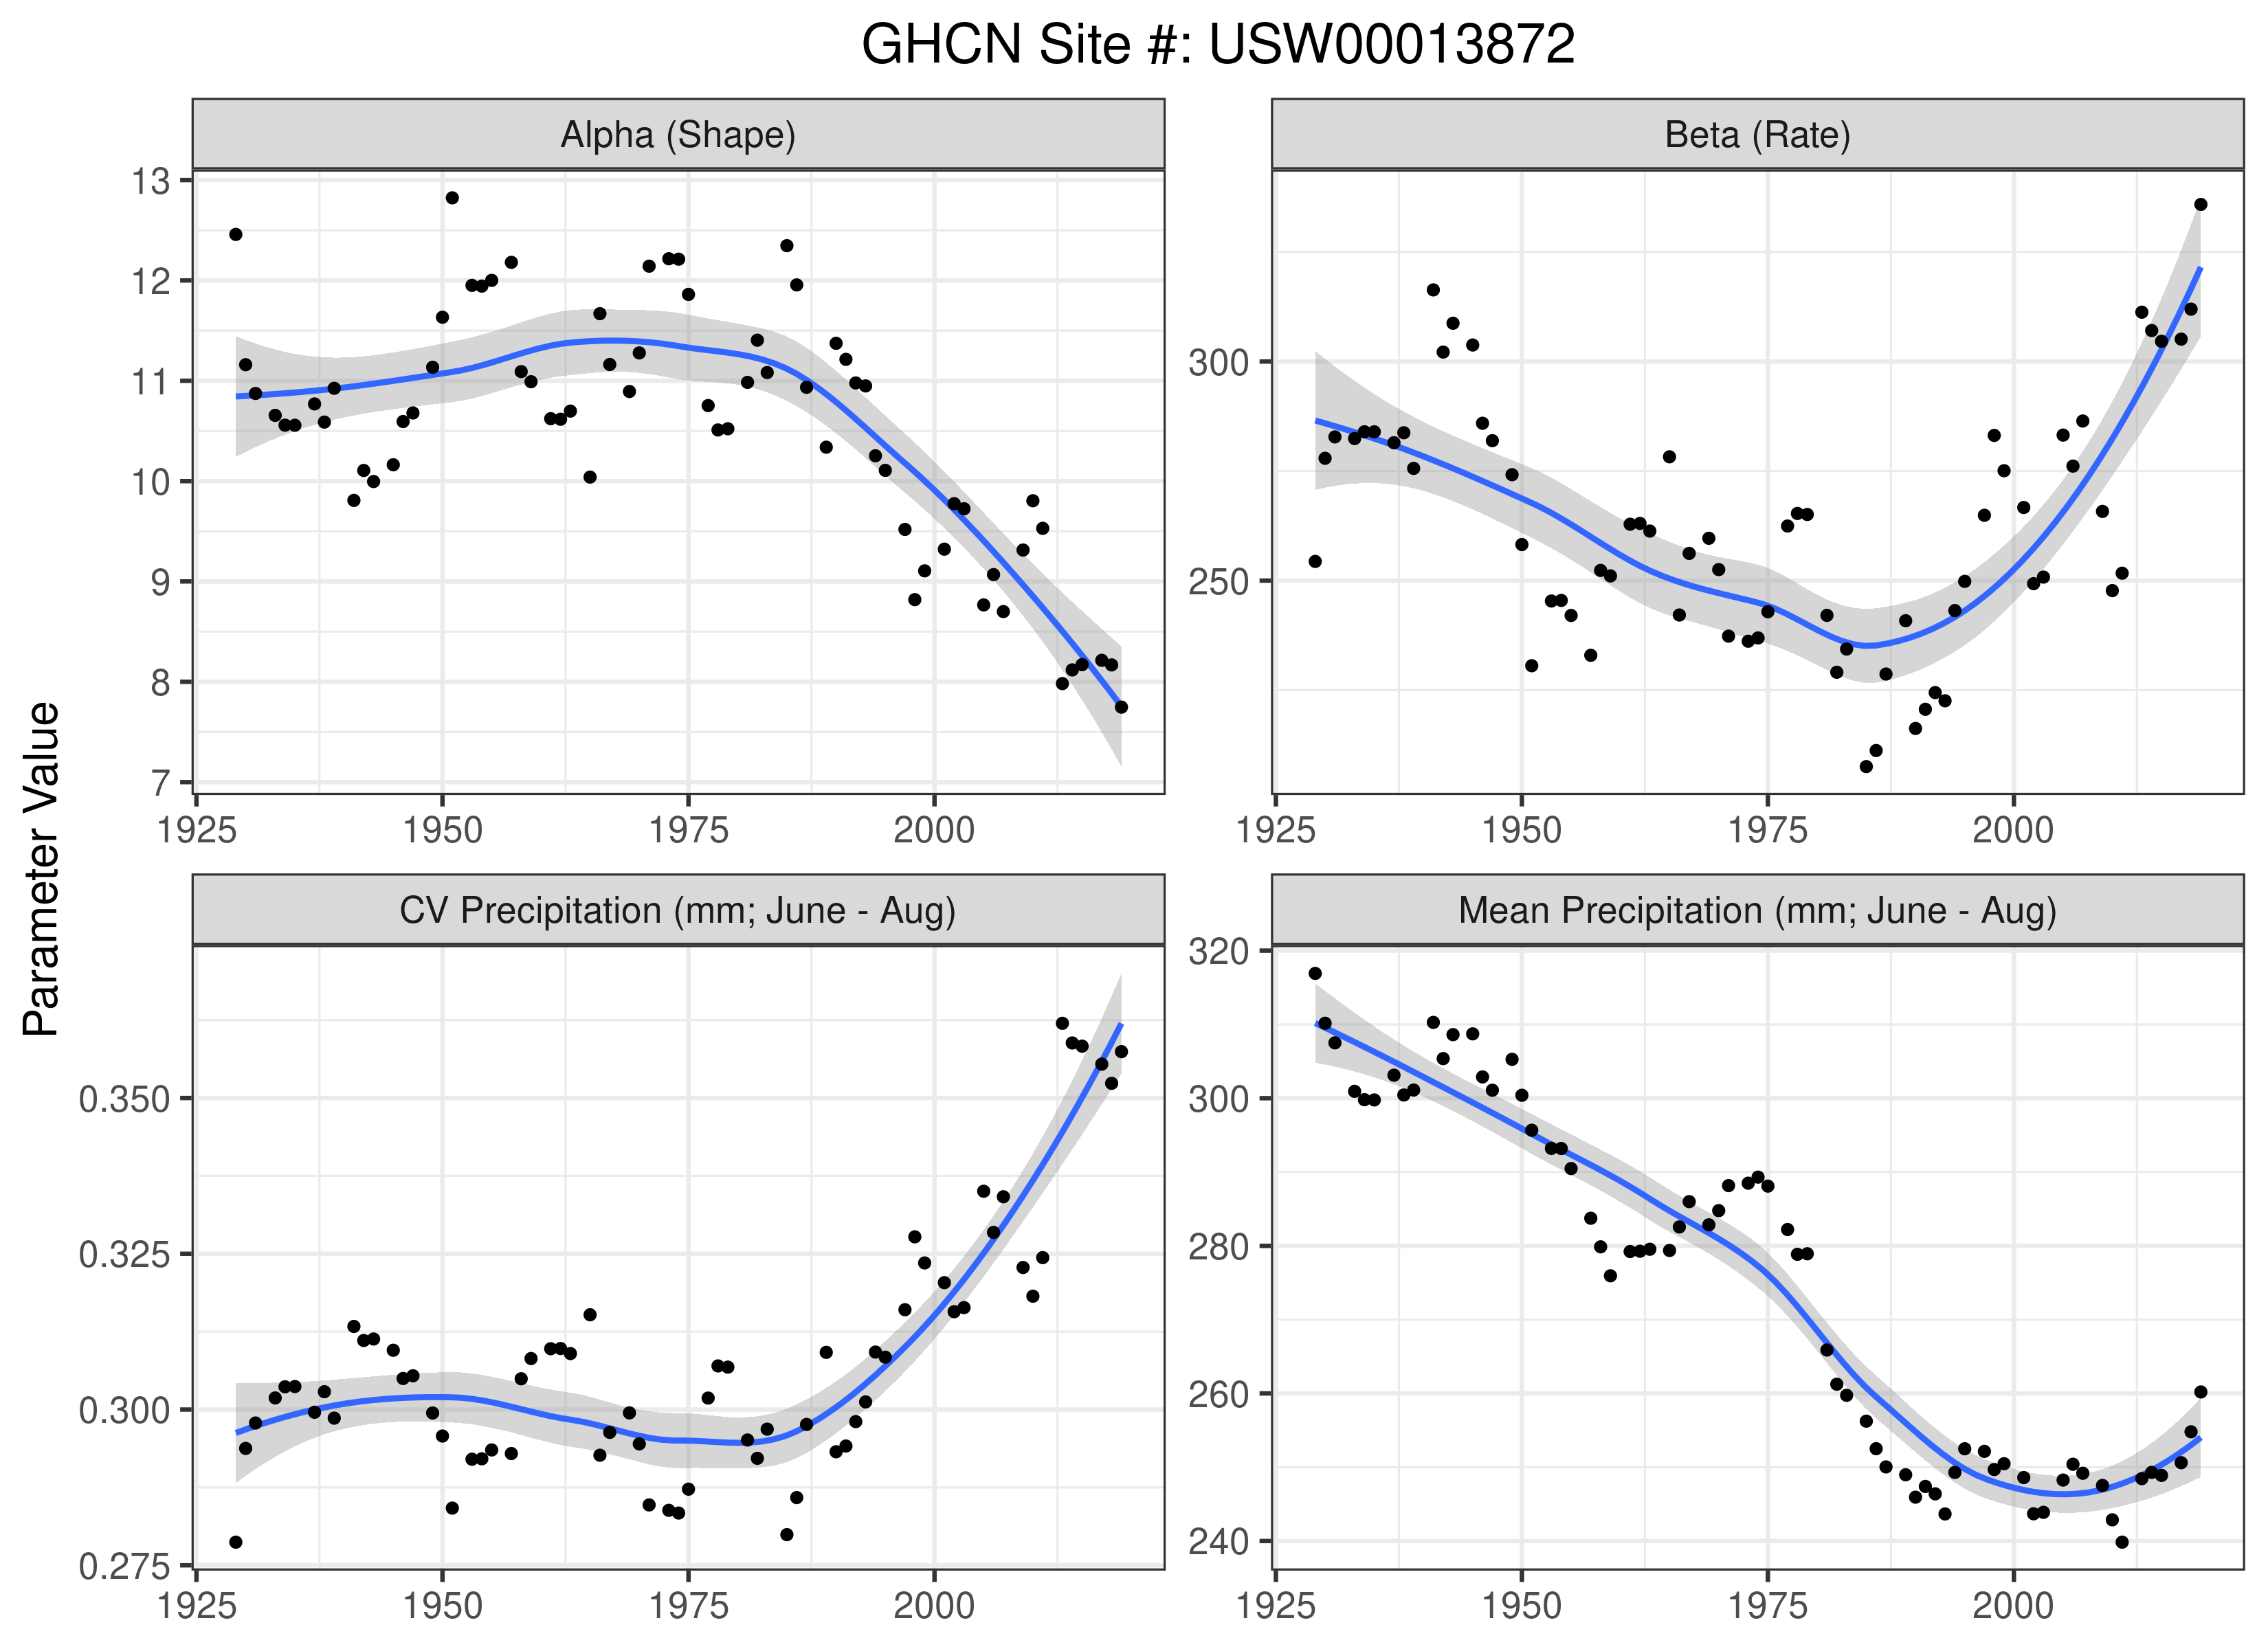 GHCN Site #: USW00013872
Parameter Value
Alpha (Shape)
13
12
11
10
9
8
7
1925 1950 1975 2000
Beta (Rate)
300
250
1925 1950 1975 2000
CV Precipitation (mm; June - Aug)
0.350
0.325
0.300
0.275
1925 1950 1975 2000
Mean Precipitation (mm; June - Aug)
320
300
280
260
240
1925 1950 1975 2000